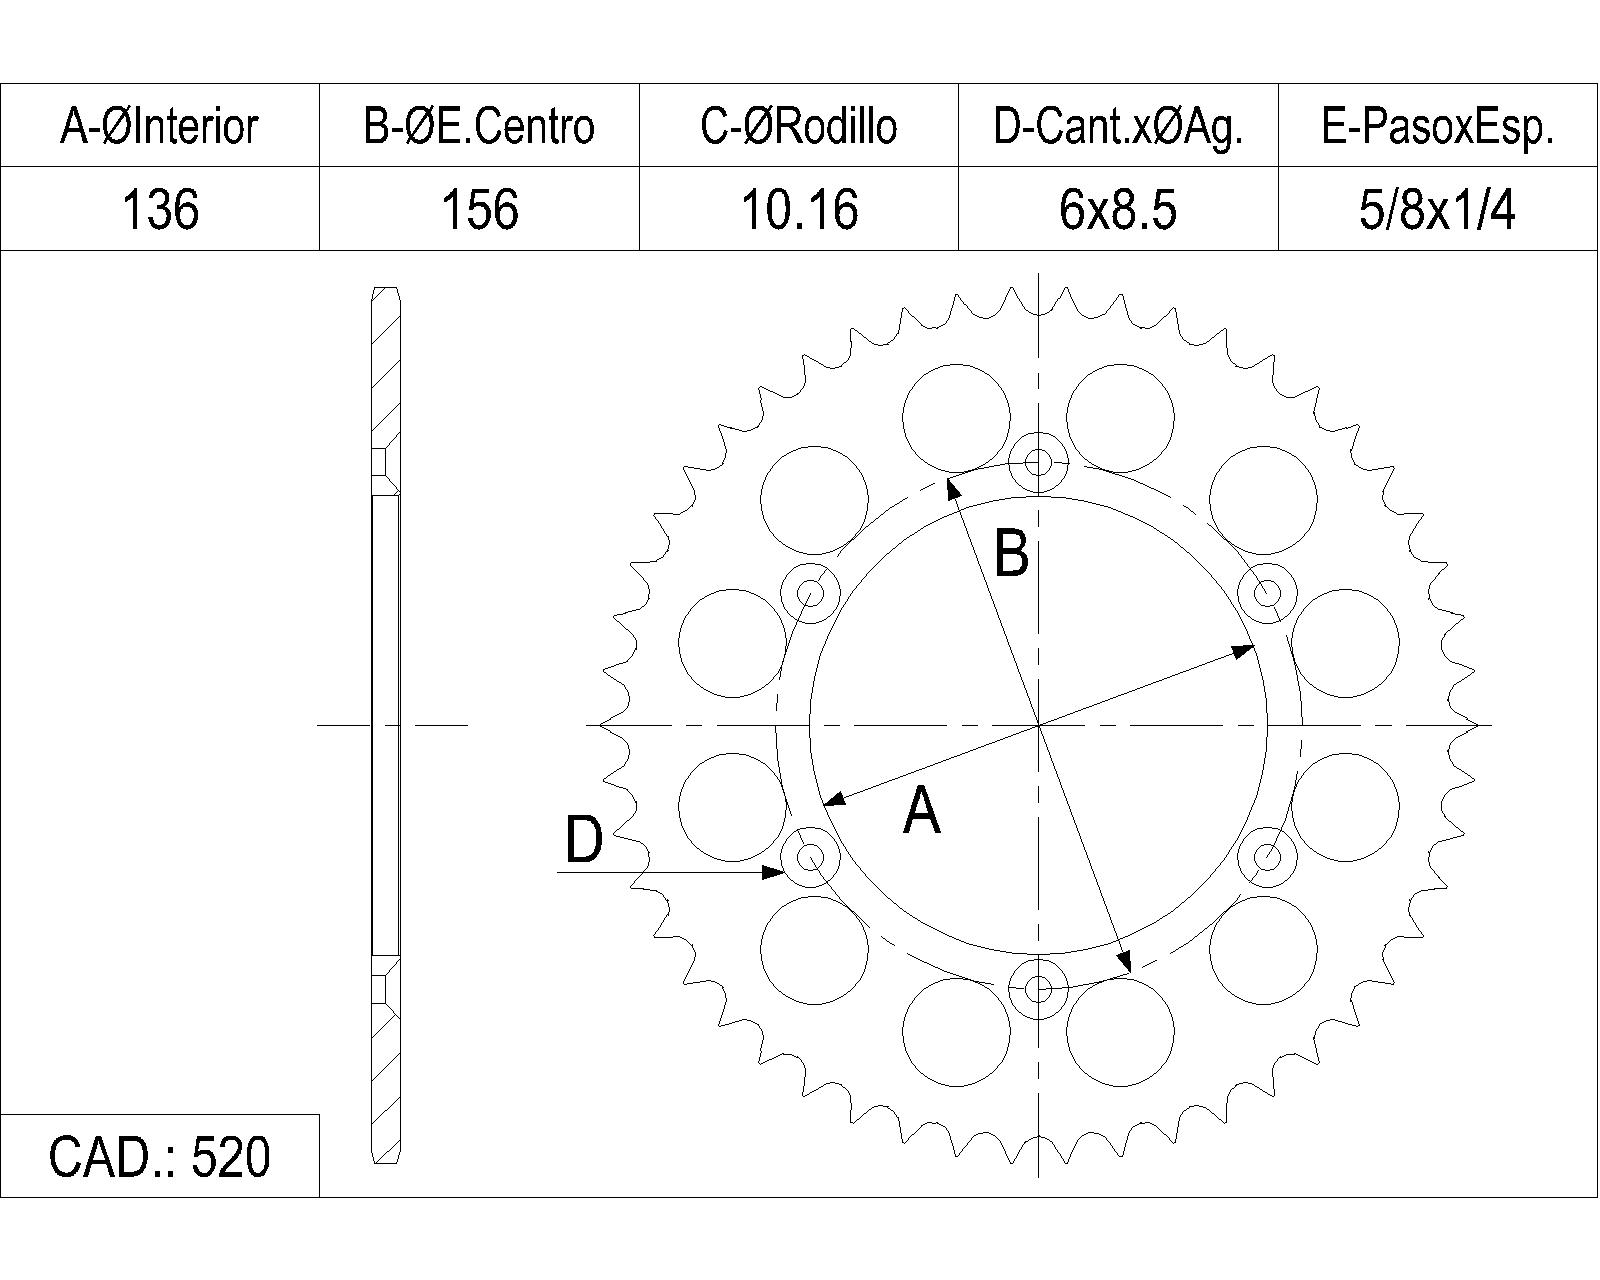 A-ØInterior B-ØE.Centro C-ØRodillo D-Cant.xØAg. E-PasoxEsp.
136 156 10.16 6x8.5 5/8x1/4
B
A
D
CAD.: 520